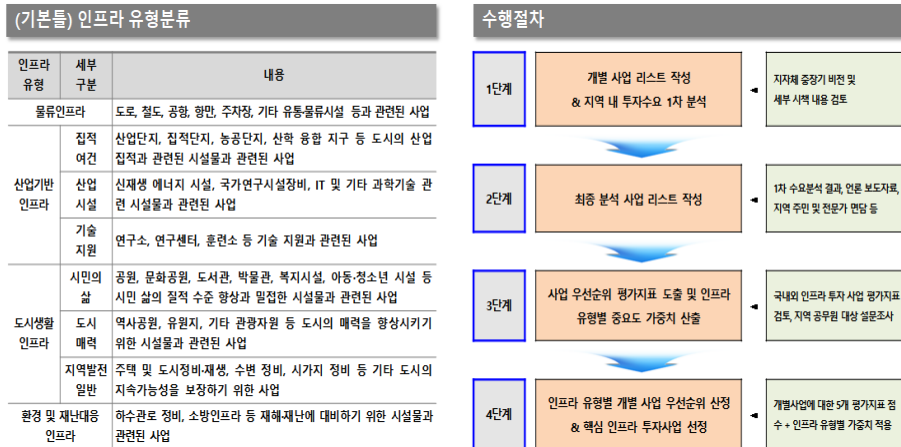 (기본틀) 인프라 유형분류
인프라 유형
세부 구분
내용
물류인프라
도로, 철도, 공항, 항만, 주차장, 기타 유통물류시설 등과 관련된 사업
산업기반 인프라
집적 여건
산업단지, 집적단지, 농공단지, 산학 융합 지구 등 도시의 산업
집적과 관련된 시설물과 관련된 사업
산업 시설
신재생 에너지 시설, 국가연구시설장비, IT 및 기타 과학기술 관
련 시설물과 관련된 사업
기술 지원
연구소, 연구센터, 훈련소 등 기술 지원과 관련된 사업
도시생활 인프라
시민의 삶
공원, 문화공원, 도서관, 박물관, 복지시설, 아동·청소년 시설 등
시민 삶의 질적 수준 향상과 밀접한 시설물과 관련된 사업
도시 매력
역사공원, 유원지, 기타 관광자원 등 도시의 매력을 향상시키기
위한 시설물과 관련된 사업
지역발전 일반
주택 및 도시정비·재생, 수변 정비, 시가지 정비 등 기타 도시의
지속가능성을 보장하기 위한 사업
환경 및 재난대응 인프라
하수관로 정비, 소방인프라 등 재해·재난에 대비하기 위한 시설물과
관련된 사업
수행절차
1단계
개별 사업 리스트 작성
& 지역 내 투자수요 1차 분석
지자체 중장기 비전 및
세부 시책 내용 검토
2단계
최종 분석 사업 리스트 작성
1차 수요분석 결과, 언론 보도자료,
지역 주민 및 전문가 면담 등
3단계
사업 우선순위 평가지표 도출 및 인프라
유형별 중요도 가중치 산출
국내외 인프라 투자 사업 평가지표
검토, 지역 공무원 대상 설문조사
4단계
인프라 유형별 개별 사업 우선순위 산정
& 핵심 인프라 투자사업 선정
개별사업에 대한 5개 평가지표 점
수 + 인프라 유형별 가중치 적용